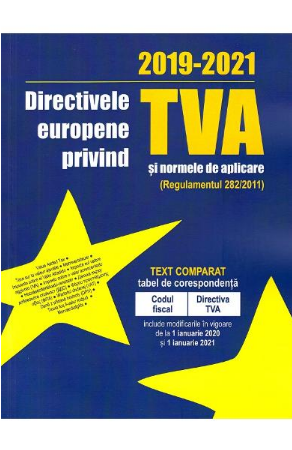 2019-2021
Directivele
europene
privind
TVA
și normele de aplicare
(Regulamentul 282/2011)
TEXT COMPARAT
tabel de corespondență
Codul
fiscal
Directiva
TVA
include modificările în vigoare
de la 1 ianuarie 2020
și 1 ianuarie 2021